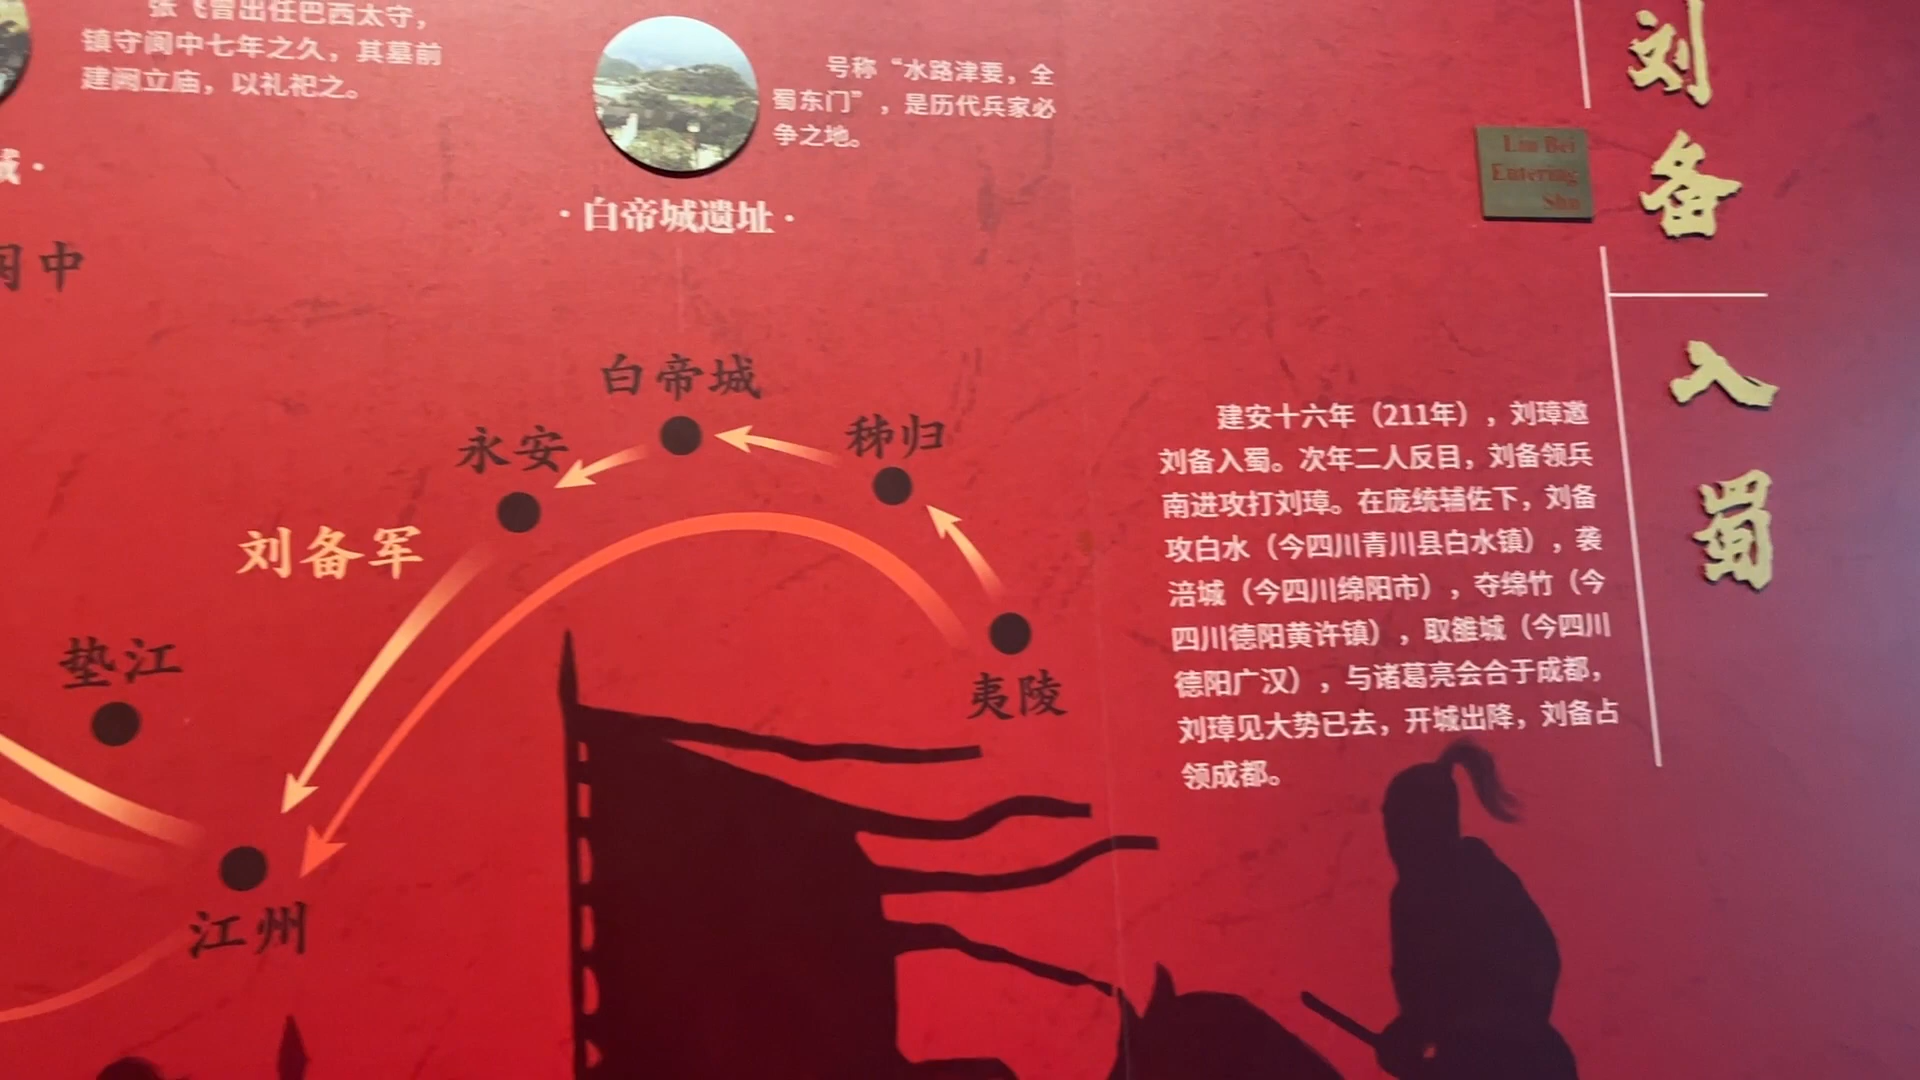 张飞曾出任巴西太守，
镇守阆中七年之久，其墓前
建阙立庙，以礼祀之。
号称“水路津要，全
蜀东门”，是历代兵家必
争之地。
·白帝城遗址·
刘备入蜀
Liu Bei
Entering
Shu
中
白帝城
永安
秭归
刘备军
垫江
夷陵
江州
建安十六年（211年），刘璋邀
刘备入蜀。次年二人反目，刘备领兵
南进攻打刘璋。在庞统辅佐下，刘备
攻白水（今四川青川县白水镇），袭
涪城（今四川绵阳市），夺绵竹（今
四川德阳黄许镇），取雒城（今四川
德阳广汉），与诸葛亮会合于成都，
刘璋见大势已去，开城出降，刘备占
领成都。